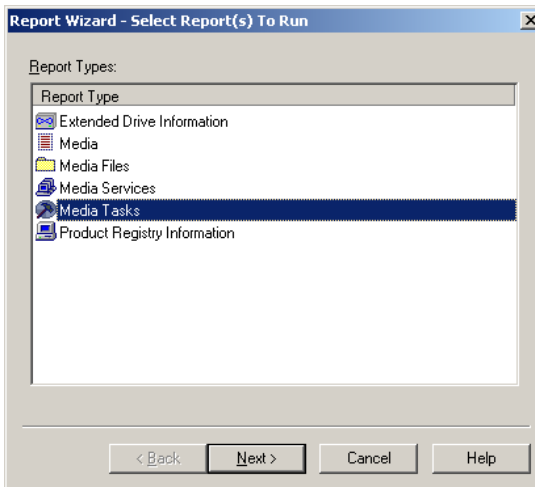 Report Wizard - Select Report(s) To Run
Report Types:
Report Type
Extended Drive Information
Media
Media Files
Media Services
Media Tasks
Product Registry Information
< Back Next > Cancel Help